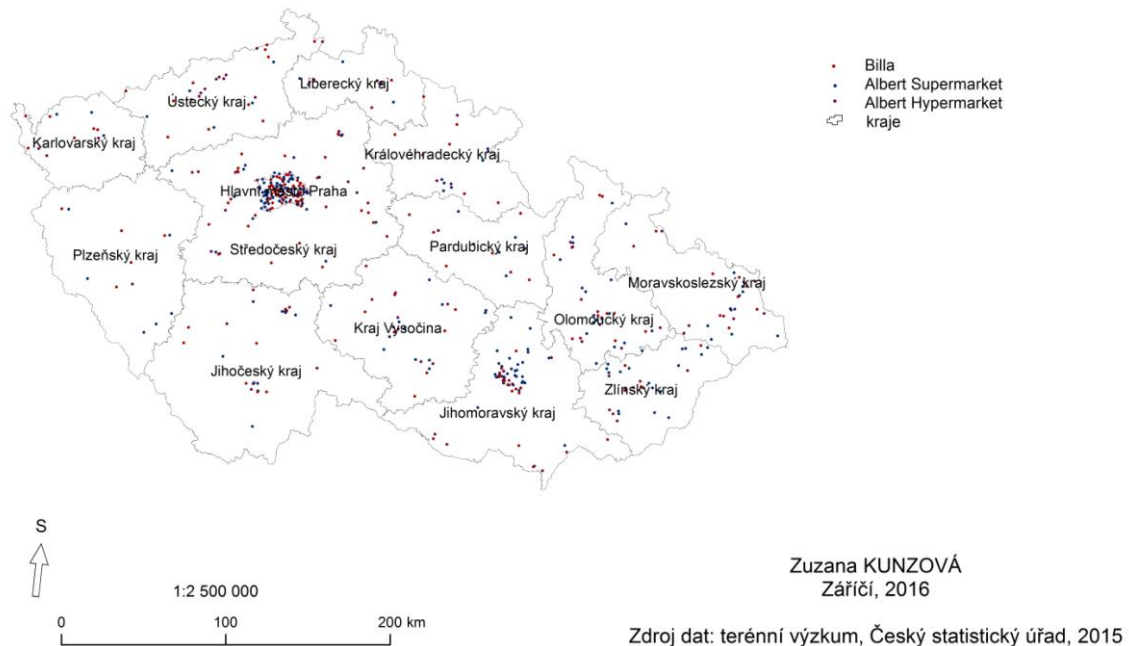 Billa
Albert Supermarket
Albert Hypermarket
kraje
Liberecký kraj
Ústecký kraj
Karlovarský kraj
Královéhradecký kraj
Hlavní město Praha
Středočeský kraj
Pardubický kraj
Plzeňský kraj
Moravskoslezský kraj
Olomoucký kraj
Kraj Vysočina
Jihočeský kraj
Zlínský kraj
Jihomoravský kraj
S
1:2 500 000
0 100 200 km
Zuzana KUNZOVÁ
Záříčí, 2016
Zdroj dat: terénní výzkum, Český statistický úřad, 2015